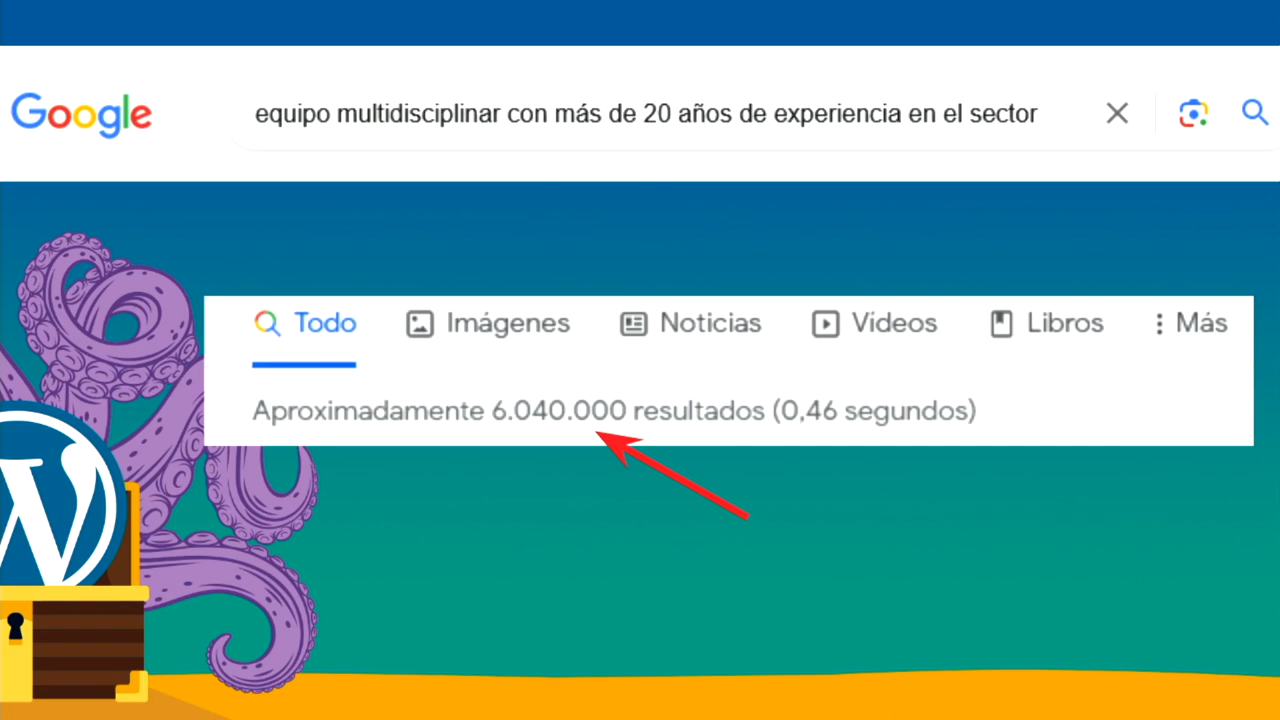 Google
equipo multidisciplinar con más de 20 años de experiencia en el sector
Todo Imágenes Noticias Vídeos Libros Más
Aproximadamente 6.040.000 resultados (0,46 segundos)
W